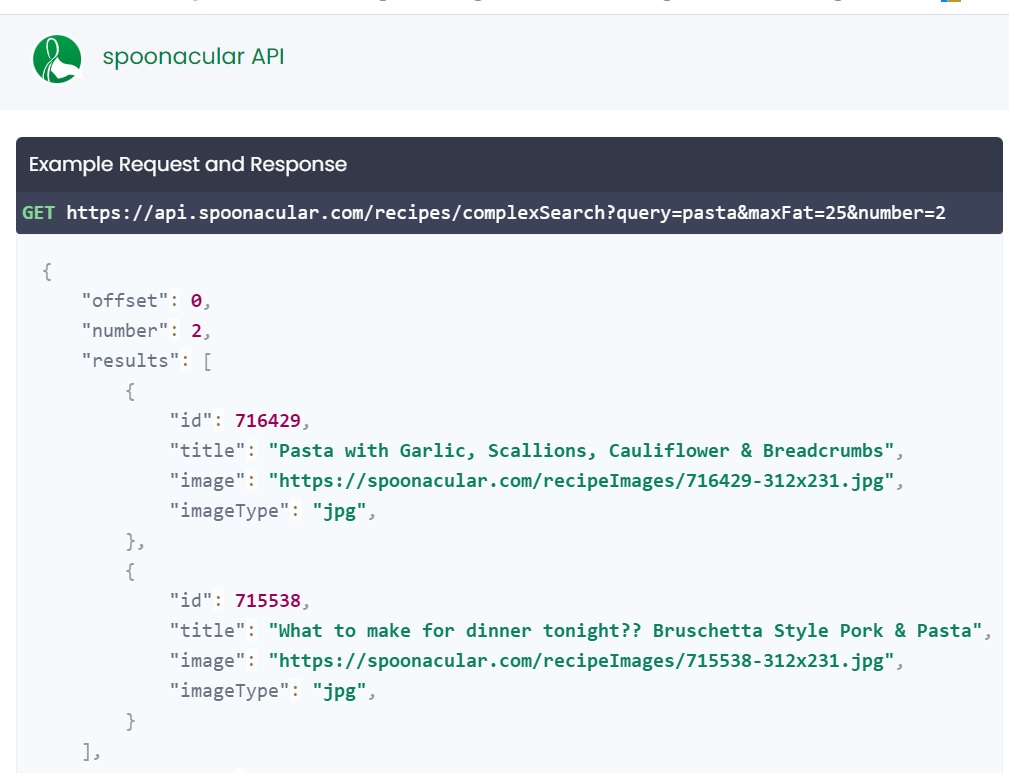 spoonacular API
Example Request and Response
GET https://api.spoonacular.com/recipes/complexSearch?query=pasta&maxFat=25&number=2
{
"offset": 0,
"number": 2,
"results": [
{
"id": 716429,
"title": "Pasta with Garlic, Scallions, Cauliflower & Breadcrumbs",
"image": "https://spoonacular.com/recipeImages/716429-312x231.jpg",
"imageType": "jpg",
},
{
"id": 715538,
"title": "What to make for dinner tonight?? Bruschetta Style Pork & Pasta",
"image": "https://spoonacular.com/recipeImages/715538-312x231.jpg",
"imageType": "jpg",
}
],